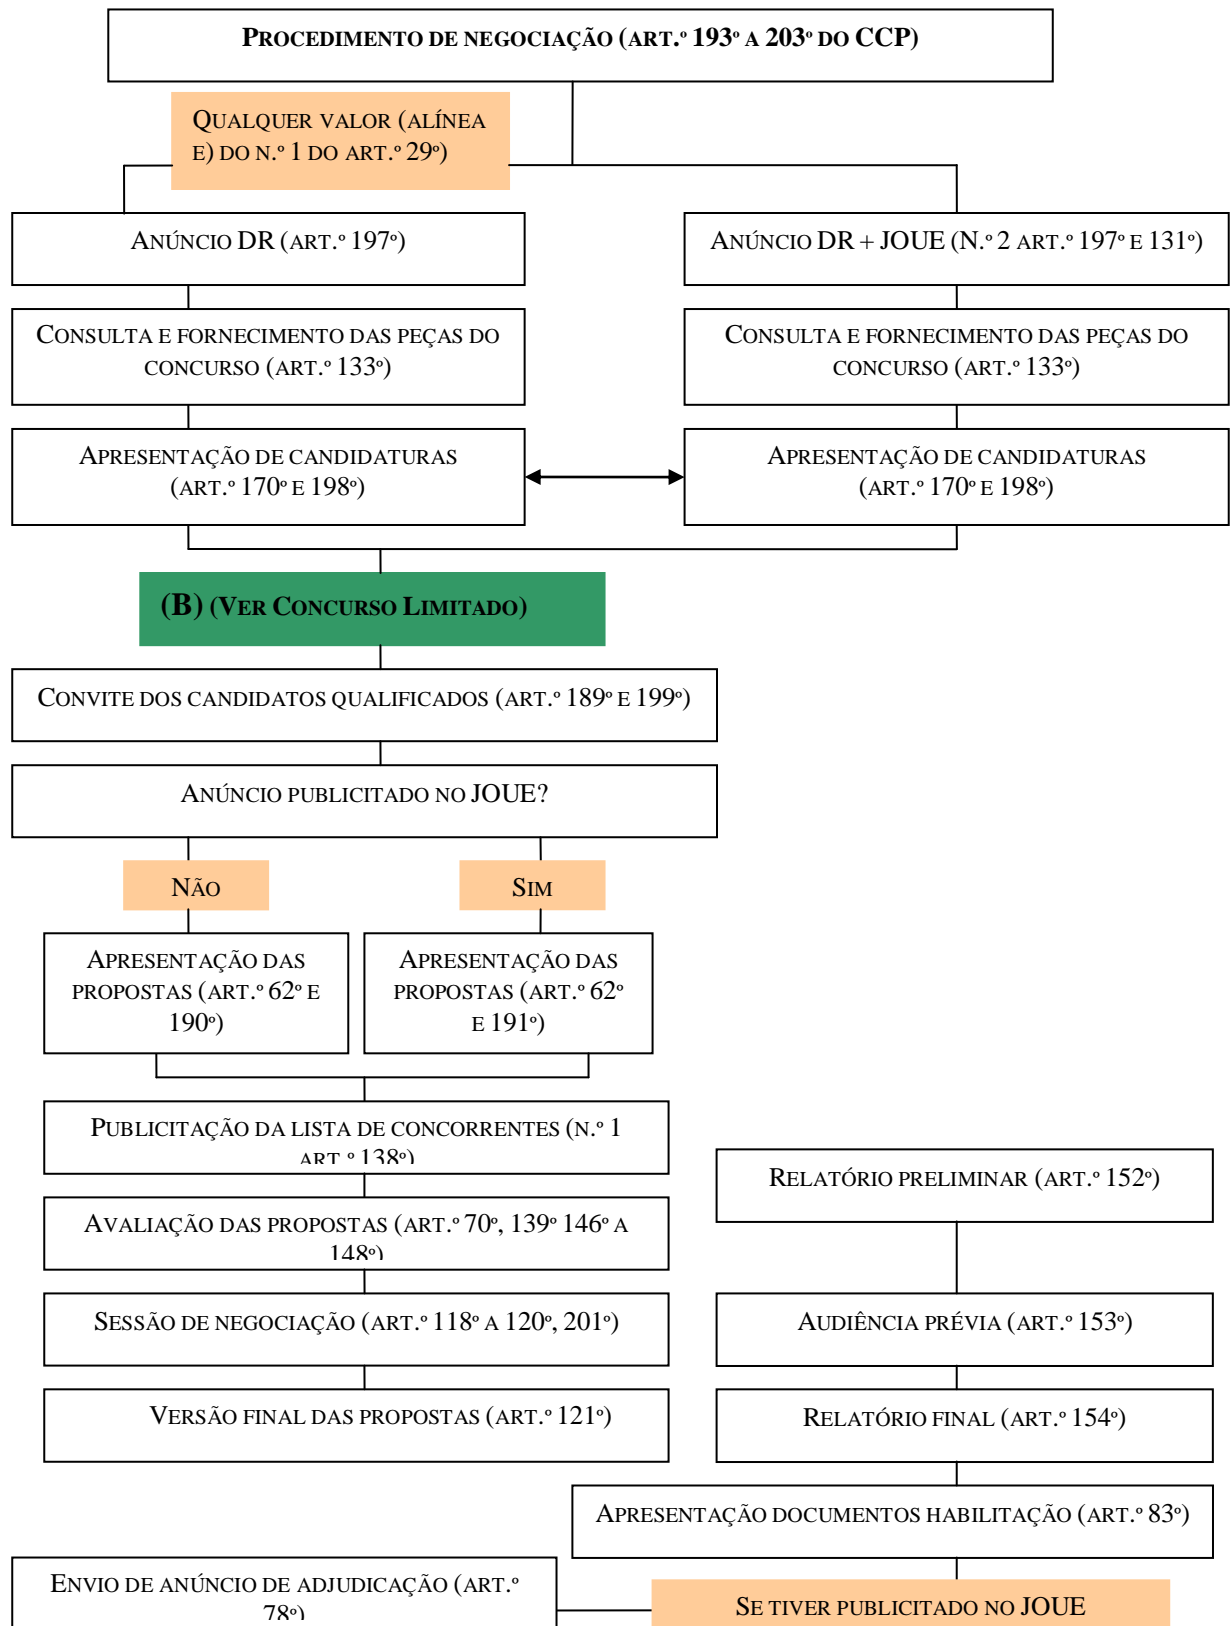 PROCEDIMENTO DE NEGOCIAÇÃO (ART.º 193º A 203º DO CCP)
QUALQUER VALOR (ALÍNEA
E) DO N.º 1 DO ART.º 29º)
ANÚNCIO DR (ART.º 197º)
ANÚNCIO DR + JOUE (N.º 2 ART.º 197º E 131º)
CONSULTA E FORNECIMENTO DAS PEÇAS DO
CONCURSO (ART.º 133º)
CONSULTA E FORNECIMENTO DAS PEÇAS DO
CONCURSO (ART.º 133º)
APRESENTAÇÃO DE CANDIDATURAS
(ART.º 170º E 198º)
APRESENTAÇÃO DE CANDIDATURAS
(ART.º 170º E 198º)
(B) (VER CONCURSO LIMITADO)
CONVITE DOS CANDIDATOS QUALIFICADOS (ART.º 189º E 199º)
ANÚNCIO PUBLICITADO NO JOUE?
NÃO
SIM
APRESENTAÇÃO DAS
PROPOSTAS (ART.º 62º E
190º)
APRESENTAÇÃO DAS
PROPOSTAS (ART.º 62º
E 191º)
PUBLICITAÇÃO DA LISTA DE CONCORRENTES (N.º 1
ART.º 138º)
AVALIAÇÃO DAS PROPOSTAS (ART.º 70º, 139º 146º A
148º)
SESSÃO DE NEGOCIAÇÃO (ART.º 118º A 120º, 201º)
VERSÃO FINAL DAS PROPOSTAS (ART.º 121º)
RELATÓRIO PRELIMINAR (ART.º 152º)
AUDIÊNCIA PRÉVIA (ART.º 153º)
RELATÓRIO FINAL (ART.º 154º)
APRESENTAÇÃO DOCUMENTOS HABILITAÇÃO (ART.º 83º)
SE TIVER PUBLICITADO NO JOUE
ENVIO DE ANÚNCIO DE ADJUDICAÇÃO (ART.º
78º)